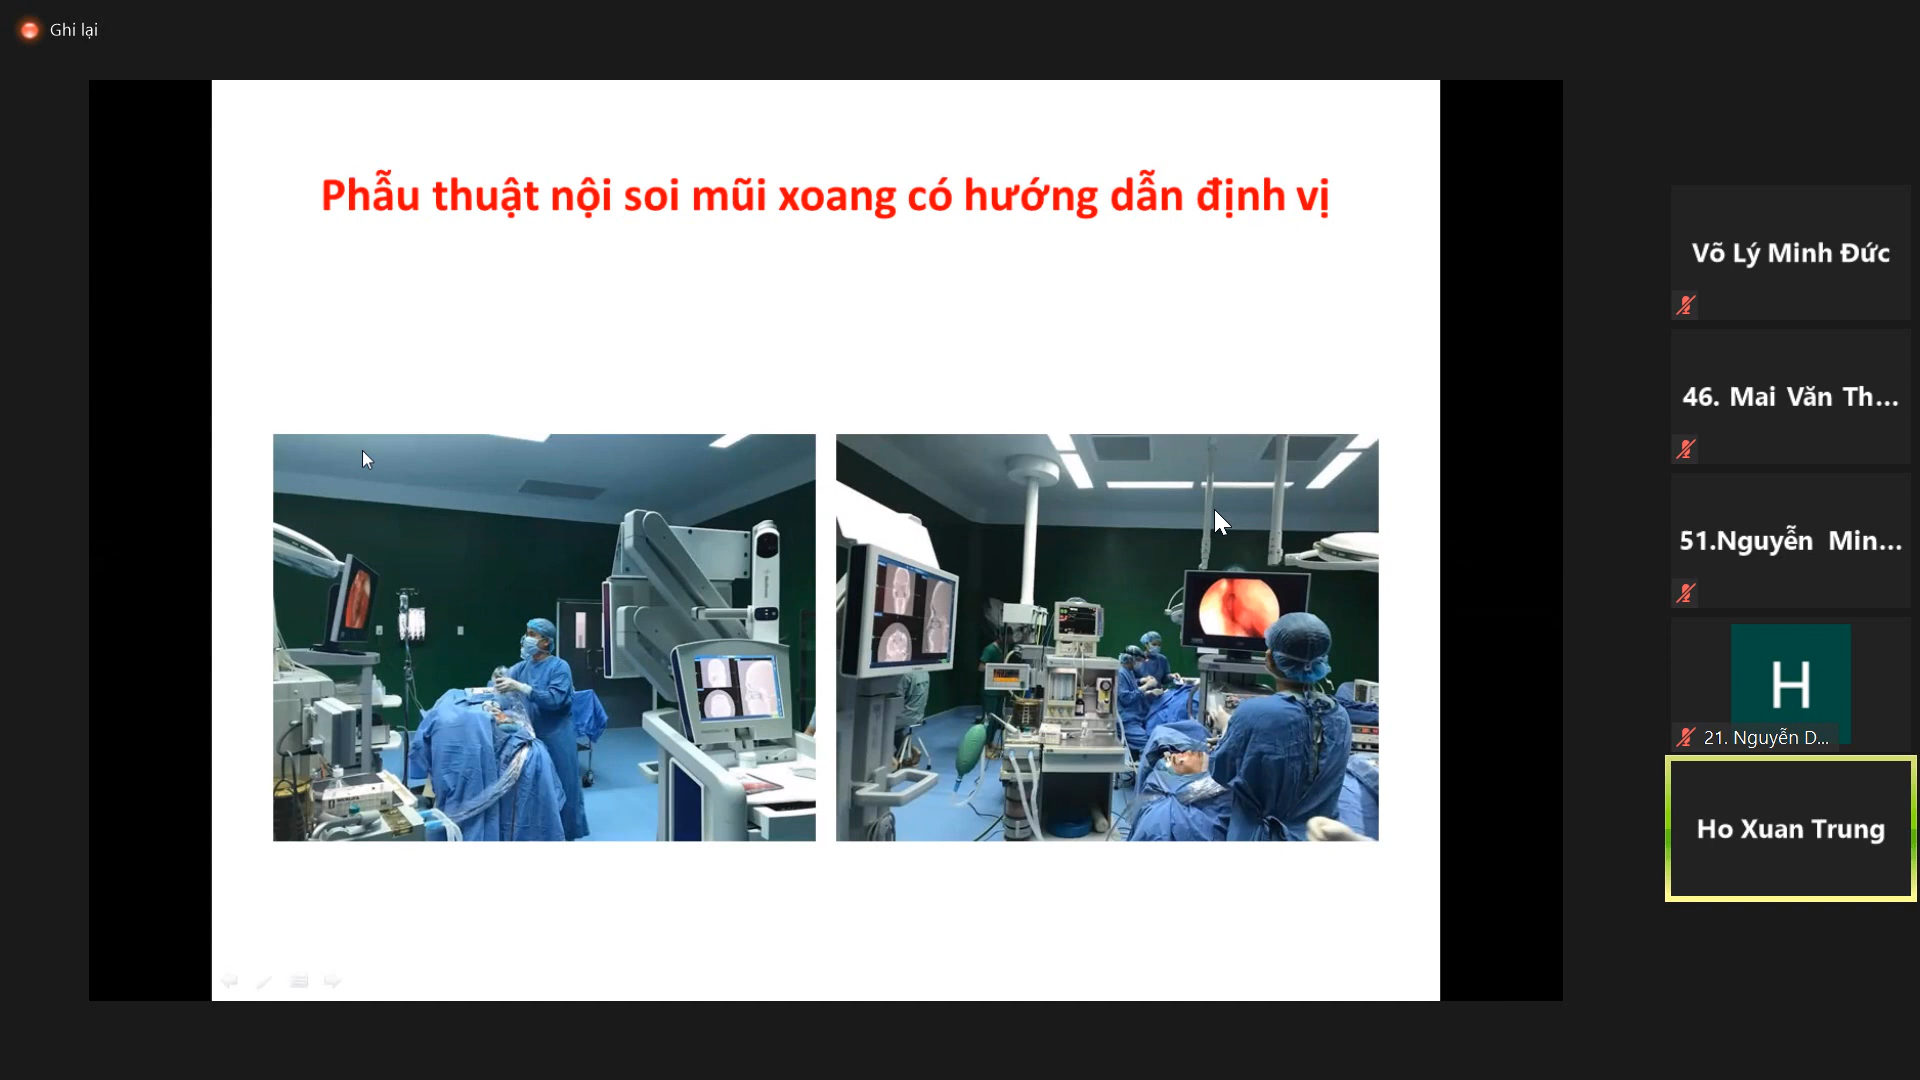 Ghi lại
Phẫu thuật nội soi mũi xoang có hướng dẫn định vị
Võ Lý Minh Đức
46. Mai Văn Th...
51.Nguyễn Min...
H
21. Nguyễn D...
Ho Xuan Trung